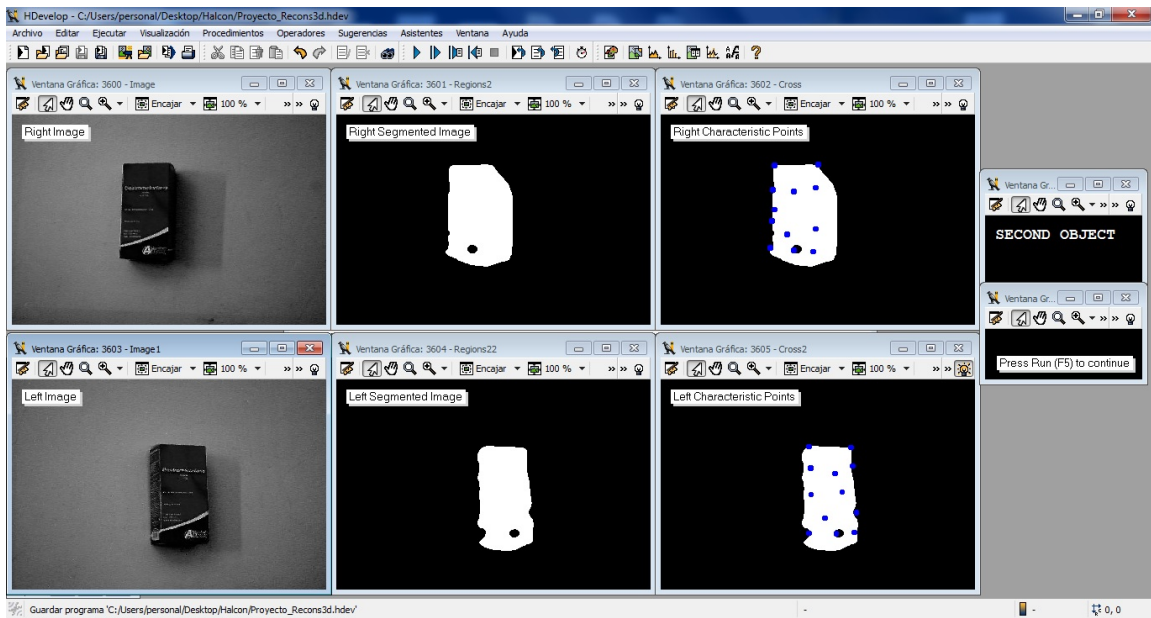 HDevelop - C:/Users/personal/Desktop/Halcon/Proyecto_Recons3d.hdev
Archivo Editar Ejecutar Visualización Procedimientos Operadores Sugerencias Asistentes Ventana Ayuda
Ventana Gráfica: 3600 - Image
Encajar 100 %
Right Image
Ventana Gráfica: 3601 - Regions2
Encajar 100 %
Right Segmented Image
Ventana Gráfica: 3602 - Cross
Encajar 100 %
Right Characteristic Points
Ventana Gr...
SECOND OBJECT
Ventana Gr...
Press Run (F5) to continue
Ventana Gráfica: 3603 - Image1
Encajar 100 %
Left Image
Ventana Gráfica: 3604 - Regions22
Encajar 100 %
Left Segmented Image
Ventana Gráfica: 3605 - Cross2
Encajar 100 %
Left Characteristic Points
Guardar programa 'C:/Users/personal/Desktop/Halcon/Proyecto_Recons3d.hdev'
-
-
0, 0